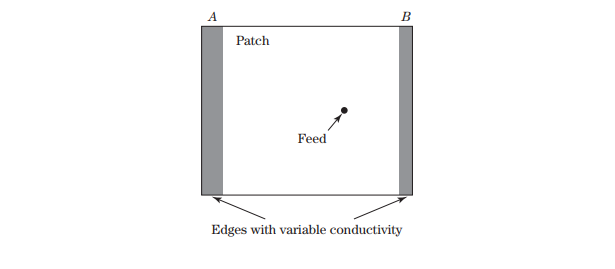 A
B
Patch
Feed
Edges with variable conductivity